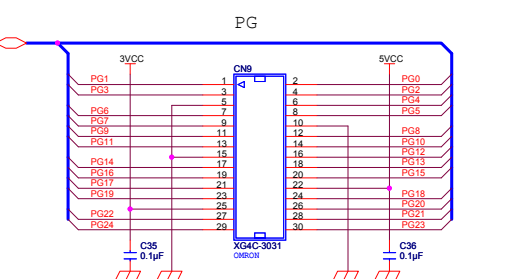 PG
3VCC
5VCC
CN9
PG1 1 2 PG0
PG3 3 4 PG2
5 6 PG4
PG6 7 8 PG5
PG7 9 10
PG9 11 12 PG8
PG11 13 14 PG10
15 16 PG12
PG14 17 18 PG13
PG16 19 20 PG15
PG17 21 22
PG19 23 24 PG18
25 26 PG20
PG22 27 28 PG21
PG24 29 30 PG23
C35
0.1µF
XG4C-3031
OMRON
C36
0.1µF